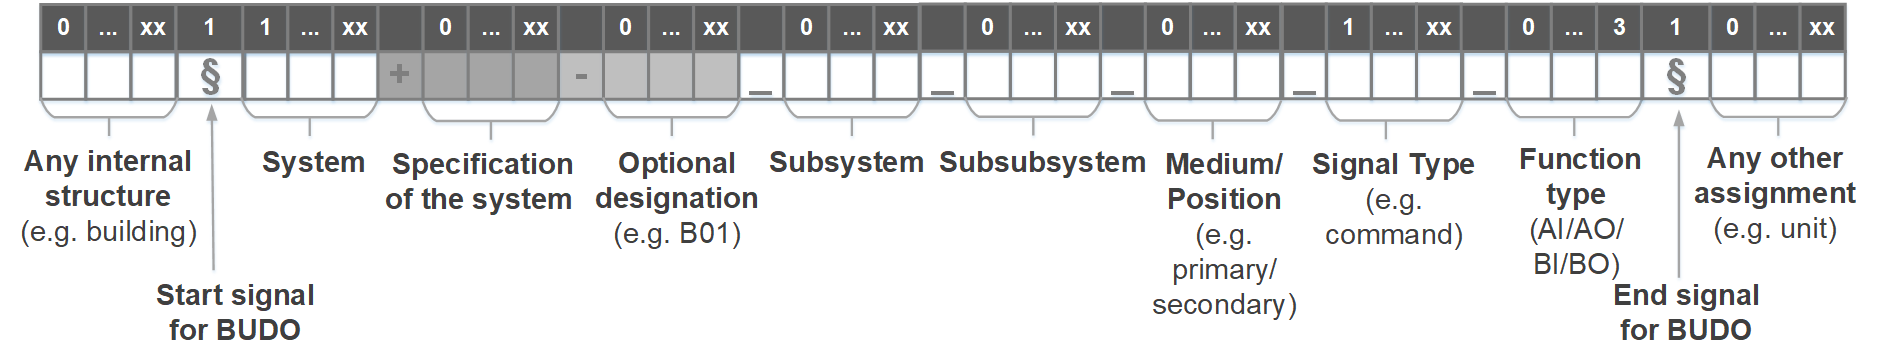 0 ... xx 1 1 ... xx 0 ... xx 0 ... xx 0 ... xx 0 ... xx 0 ... xx 1 ... xx 0 ... 3 1 0 ... xx
§ + - _ _ _ _ _ §
Any internal
structure
(e.g. building)
Start signal
for BUDO
System
Specification
of the system
Optional
designation
(e.g. B01)
Subsystem
Subsubsystem
Medium/
Position
(e.g.
primary/
secondary)
Signal Type
(e.g.
command)
Function
type
(AI/AO/
BI/BO)
End signal
for BUDO
Any other
assignment
(e.g. unit)